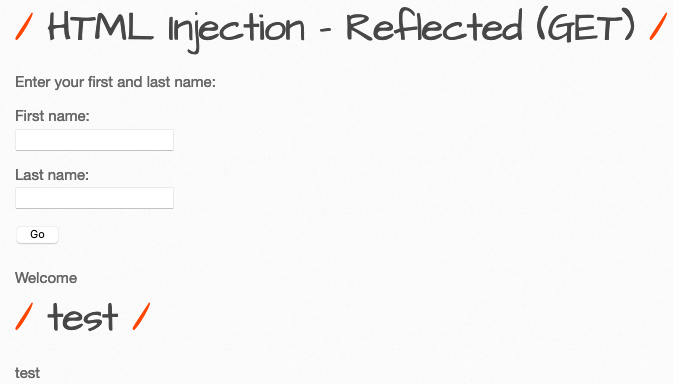 / HTML Injection - Reflected (GET) /
Enter your first and last name:
First name:
Last name:
Go
Welcome
/ test /
test